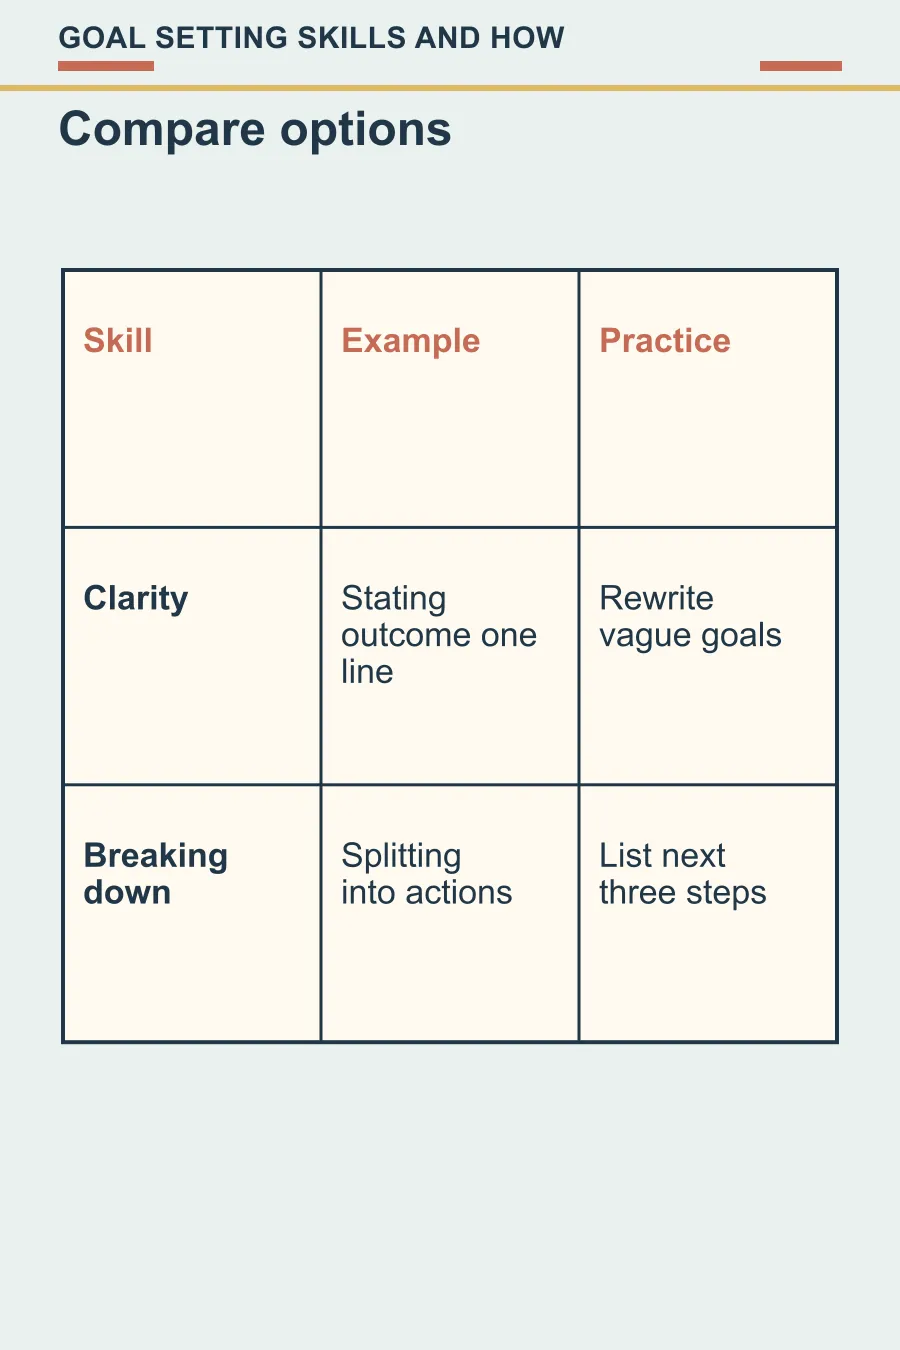 GOAL SETTING SKILLS AND HOW
Compare options
Skill
Example
Practice
Clarity
Stating
outcome one
line
Rewrite
vague goals
Breaking
down
Splitting
into actions
List next
three steps